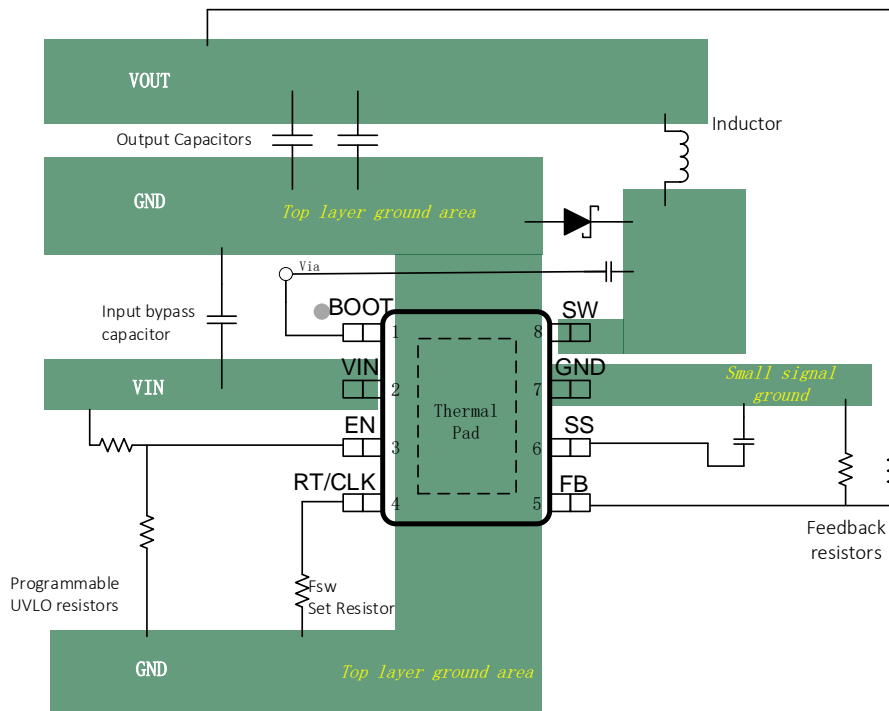 VOUT
Output Capacitors
Inductor
GND
Top layer ground area
Via
Input bypass
capacitor
BOOT
SW
1
8
VIN
VIN
GND
2
7
Small signal
ground
Thermal
Pad
EN
SS
3
6
RT/CLK
FB
4
5
Feedback
resistors
Programmable
UVLO resistors
Fsw
Set Resistor
GND
Top layer ground area